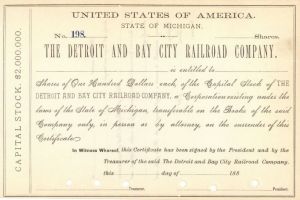 UNITED STATES OF AMERICA.
STATE OF MICHIGAN.
No. 198. Shares.
THE DETROIT AND BAY CITY RAILROAD COMPANY.
is entitled to
Shares of One Hundred Dollars each, of the Capital Stock of THE
DETROIT AND BAY CITY RAILROAD COMPANY, a Corporation existing under the
laws of the State of Michigan, transferable on the Books of the said
Company only, in person or by attorney, on the surrender of this
Certificate.
In Witness Whereof, this Certificate has been signed by the President and by the
Treasurer of the said The Detroit and Bay City Railroad Company.
this day of 188
Treasurer. President.
CAPITAL STOCK, $2,000,000.